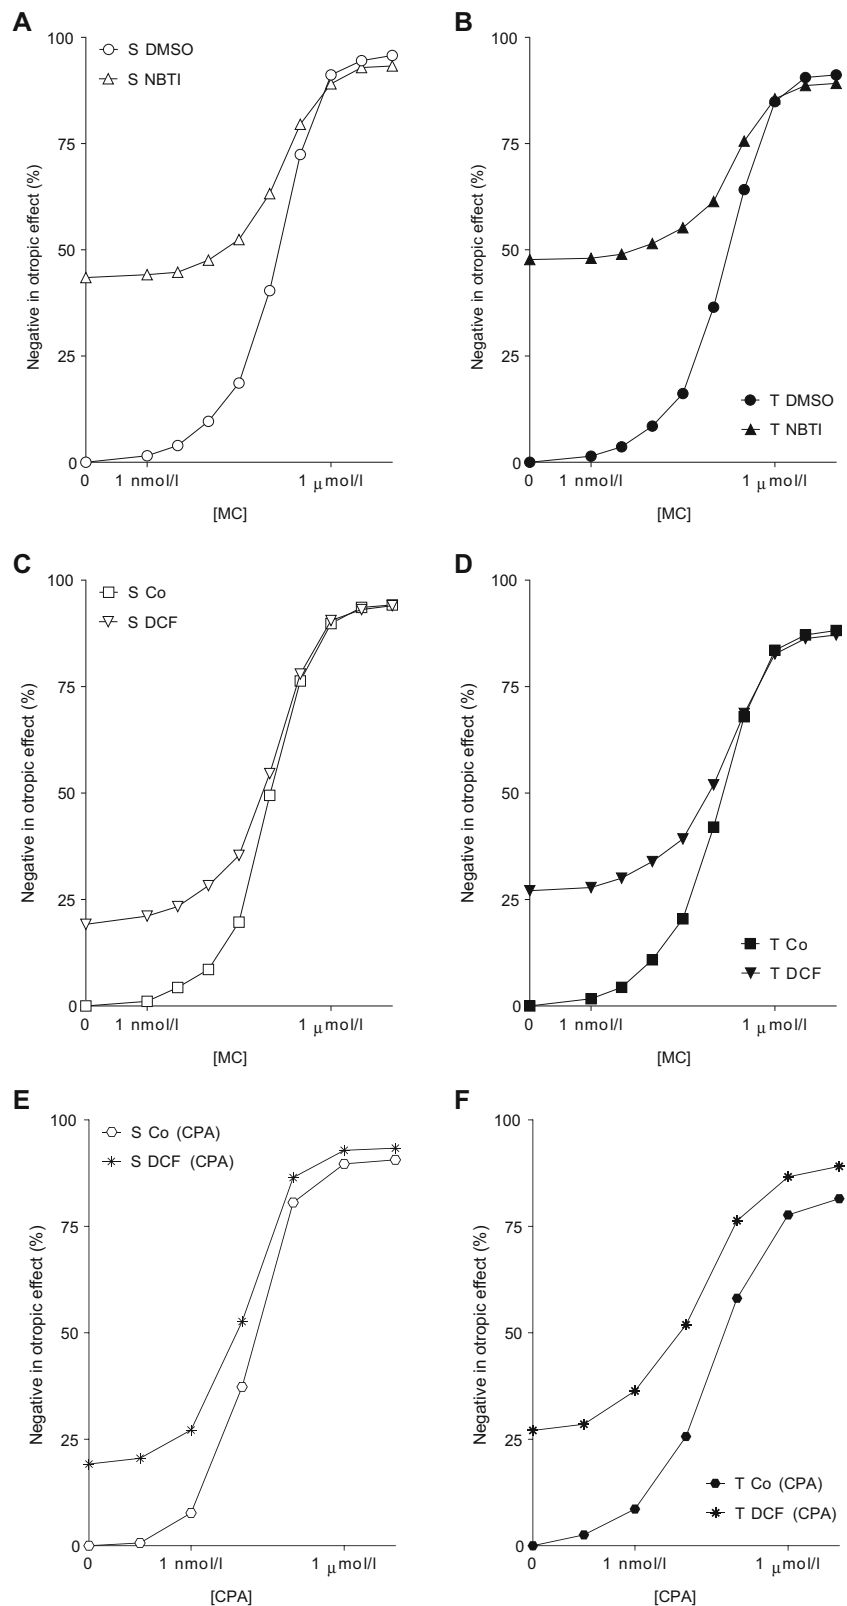 A
B
100
S DMSO
S NBTI
75
50
25
0
Negative in otropic effect (%)
0
1 nmol/l
1 μmol/l
[MC]
100
75
50
25
0
Negative in otropic effect (%)
T DMSO
T NBTI
0
1 nmol/l
1 μmol/l
[MC]
C
D
100
S Co
S DCF
75
50
25
0
Negative in otropic effect (%)
0
1 nmol/l
1 μmol/l
[MC]
100
75
50
25
0
Negative in otropic effect (%)
T Co
T DCF
0
1 nmol/l
1 μmol/l
[MC]
E
F
100
S Co (CPA)
S DCF (CPA)
75
50
25
0
Negative in otropic effect (%)
0
1 nmol/l
1 μmol/l
[CPA]
100
75
50
25
0
Negative in otropic effect (%)
T Co (CPA)
T DCF (CPA)
0
1 nmol/l
1 μmol/l
[CPA]